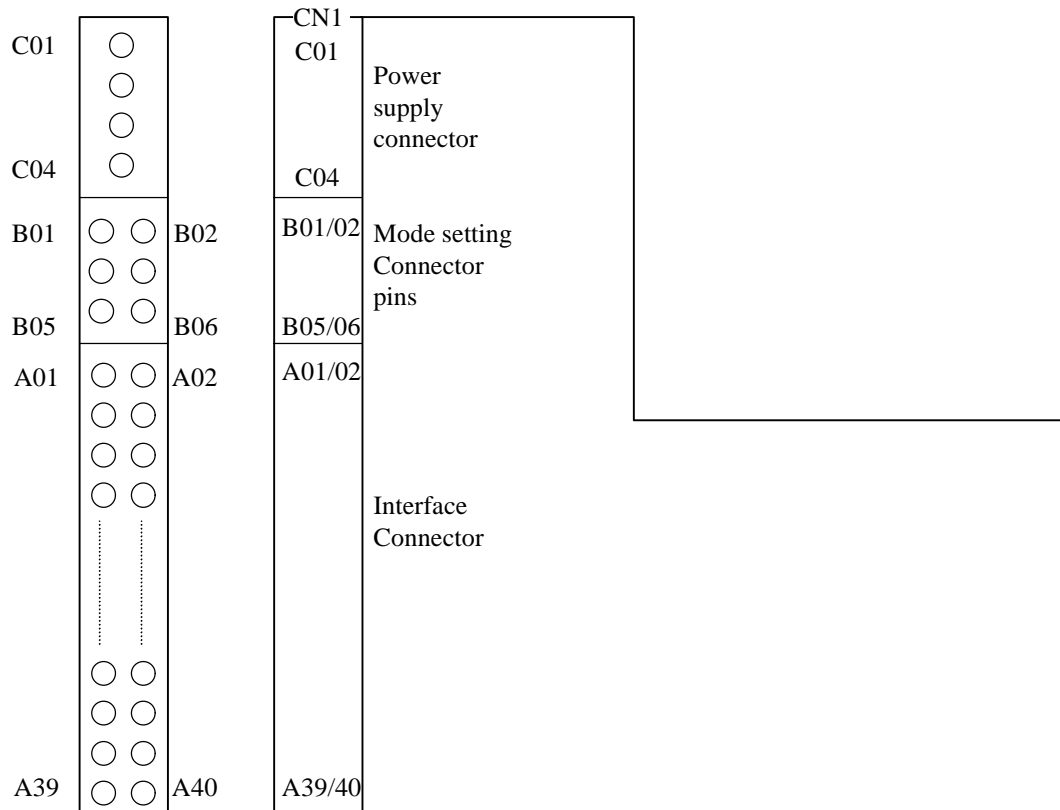 CN1
C01
C01
Power
supply
connector
C04
C04
B01
B02
B01/02
Mode setting
Connector
pins
B05
B06
B05/06
A01
A02
A01/02
Interface
Connector
A39
A40
A39/40